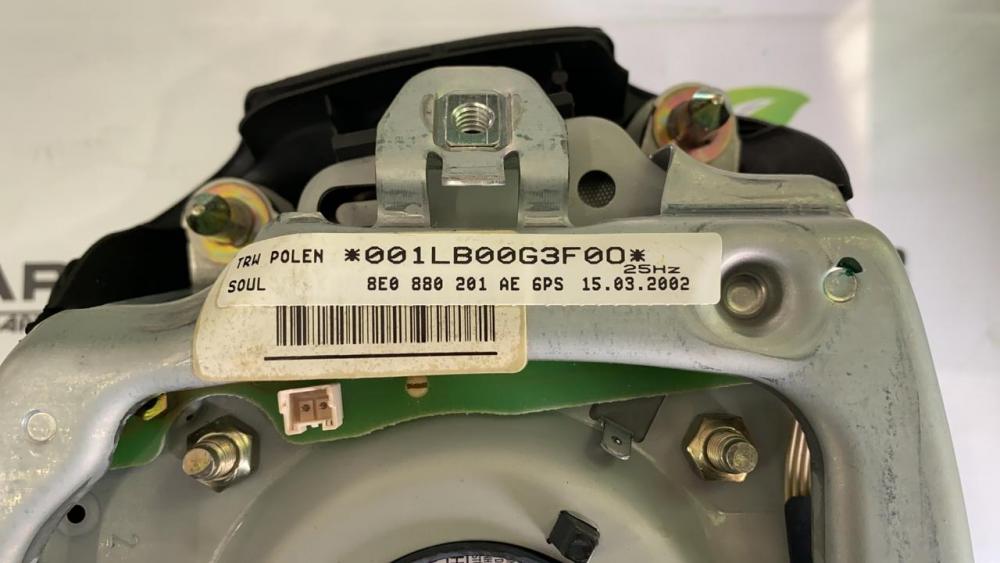 TRW POLEN *001LB00G3F00*
25Hz
SOUL 8E0 880 201 AE 6PS 15.03.2002